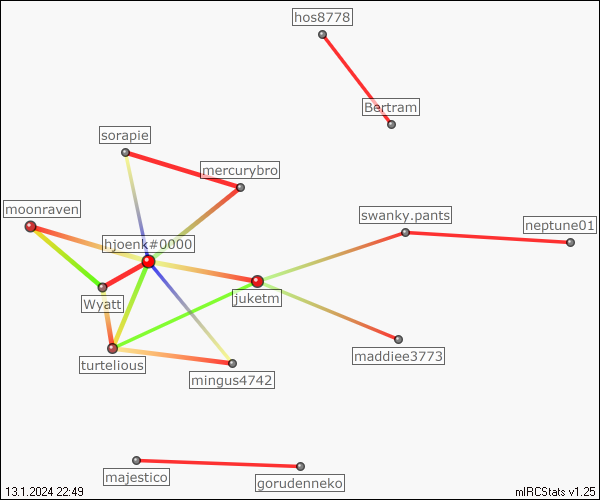 hos8778
Bertram
sorapie
mercurybro
moonraven
swanky.pants
neptune01
hjoenk#0000
Wyatt
juketm
maddiee3773
turtelious
mingus4742
majestico
gorudenneko
13.1.2024 22:49
mIRCStats v1.25